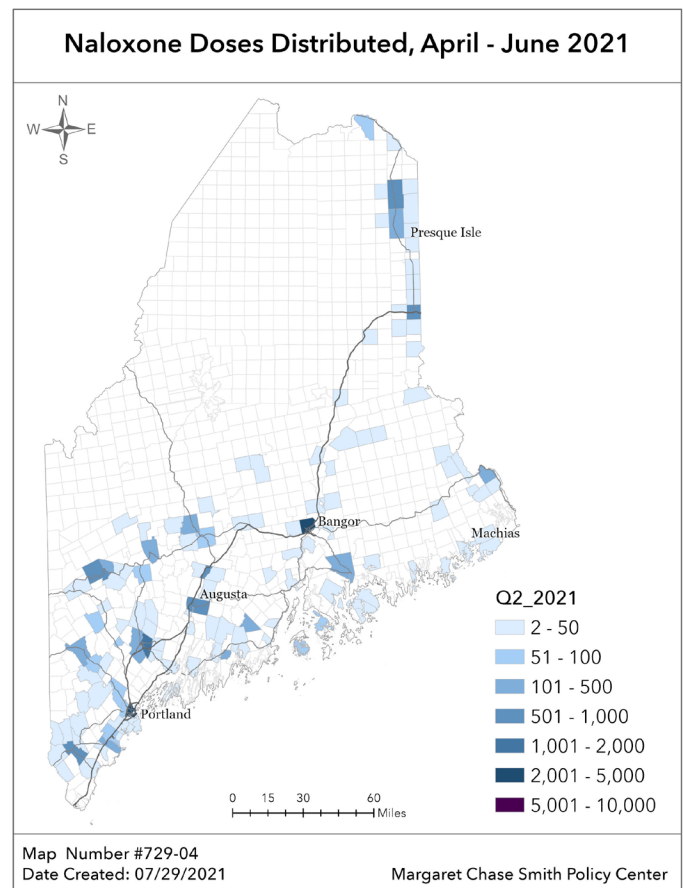 Naloxone Doses Distributed, April - June 2021
N
W E
S
Presque Isle
Bangor
Machias
Augusta
Portland
Q2_2021
2 - 50
51 - 100
101 - 500
501 - 1,000
1,001 - 2,000
2,001 - 5,000
5,001 - 10,000
0 15 30 60
Miles
Map Number #729-04
Date Created: 07/29/2021
Margaret Chase Smith Policy Center